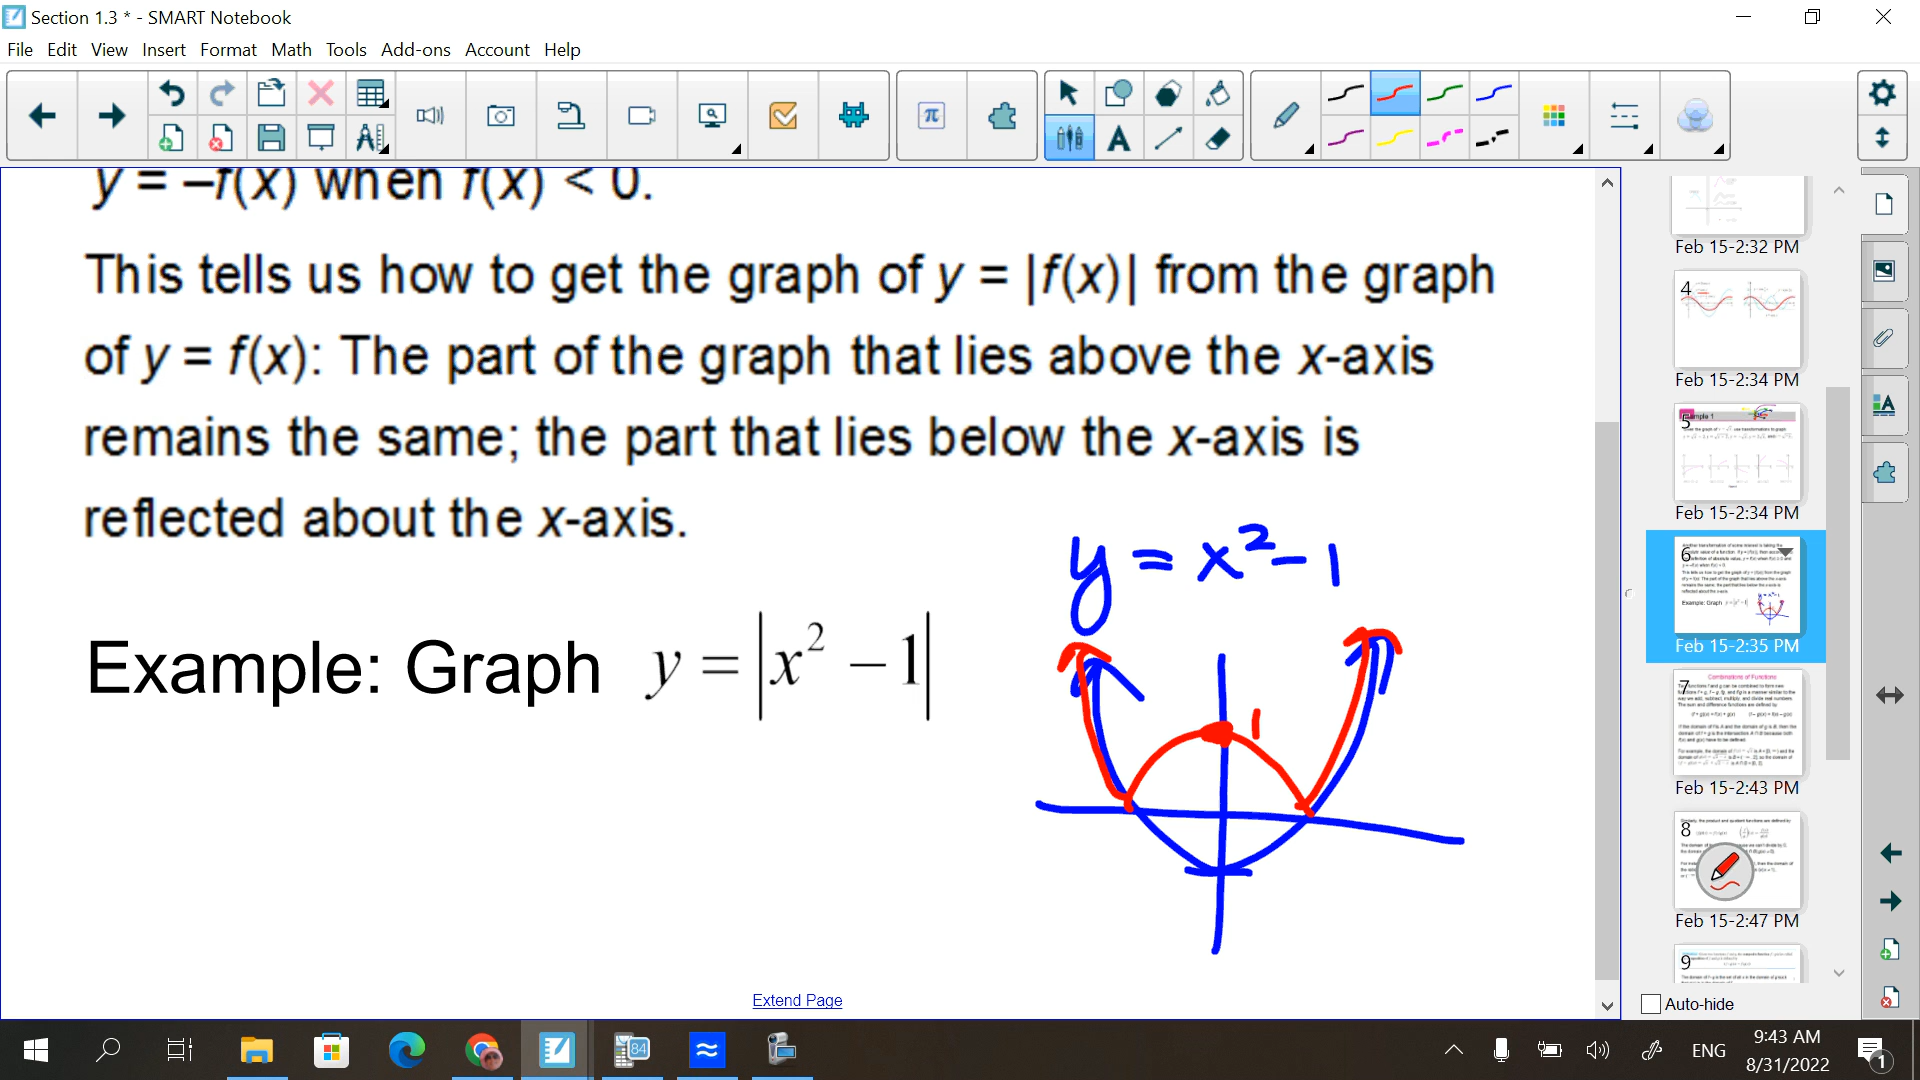 Section 1.3 * - SMART Notebook
File Edit View Insert Format Math Tools Add-ons Account Help
y = –f(x) when f(x) < 0.
This tells us how to get the graph of y = |f(x)| from the graph
of y = f(x): The part of the graph that lies above the x-axis
remains the same; the part that lies below the x-axis is
reflected about the x-axis.
y = x² – 1
Example: Graph y = |x² – 1|
1
Extend Page
Feb 15-2:32 PM
4
Feb 15-2:34 PM
5
Feb 15-2:34 PM
6
Feb 15-2:35 PM
7
Combinations of Functions
Feb 15-2:43 PM
8
Feb 15-2:47 PM
9
Auto-hide
84
ENG
9:43 AM
8/31/2022
1